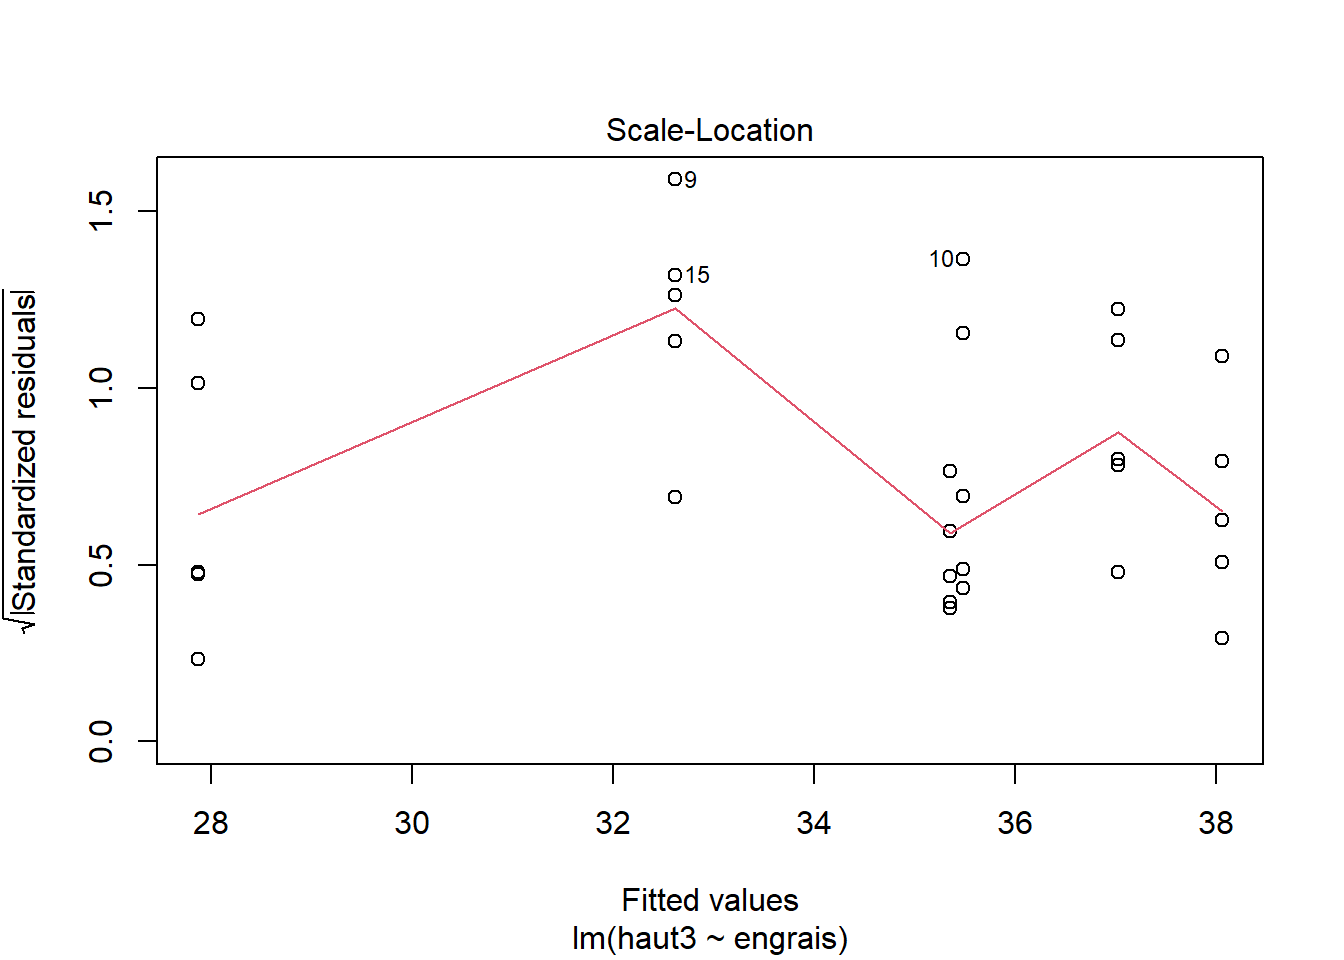 Scale-Location
√|Standardized residuals|
1.5
1.0
0.5
0.0
9
15
10
28 30 32 34 36 38
Fitted values
lm(haut3 ~ engrais)